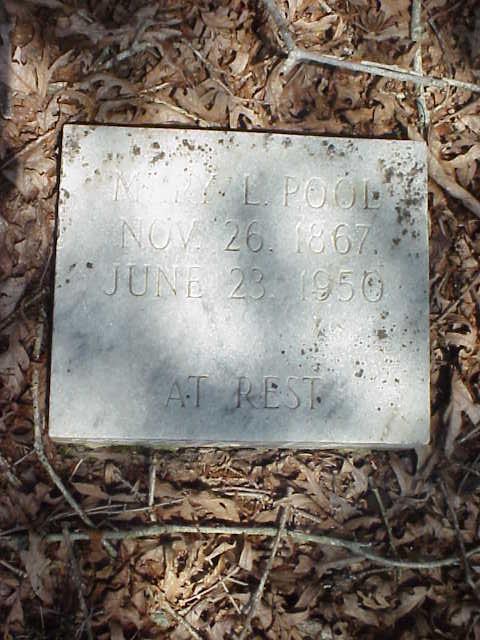 MARY L. POOL
NOV. 26. 1867.
JUNE 23. 1950
AT REST